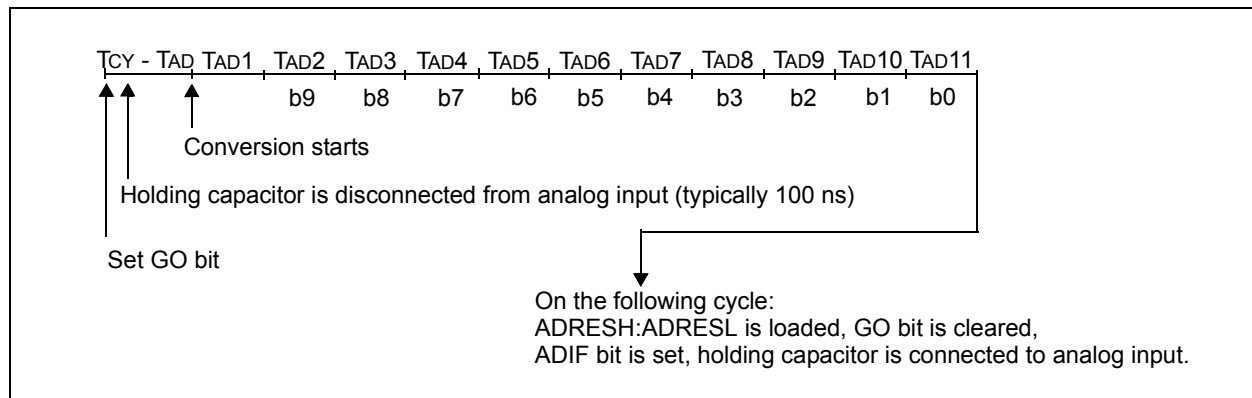 TCY - TAD TAD1 TAD2 TAD3 TAD4 TAD5 TAD6 TAD7 TAD8 TAD9 TAD10 TAD11
b9 b8 b7 b6 b5 b4 b3 b2 b1 b0
Conversion starts
Holding capacitor is disconnected from analog input (typically 100 ns)
Set GO bit
On the following cycle:
ADRESH:ADRESL is loaded, GO bit is cleared,
ADIF bit is set, holding capacitor is connected to analog input.